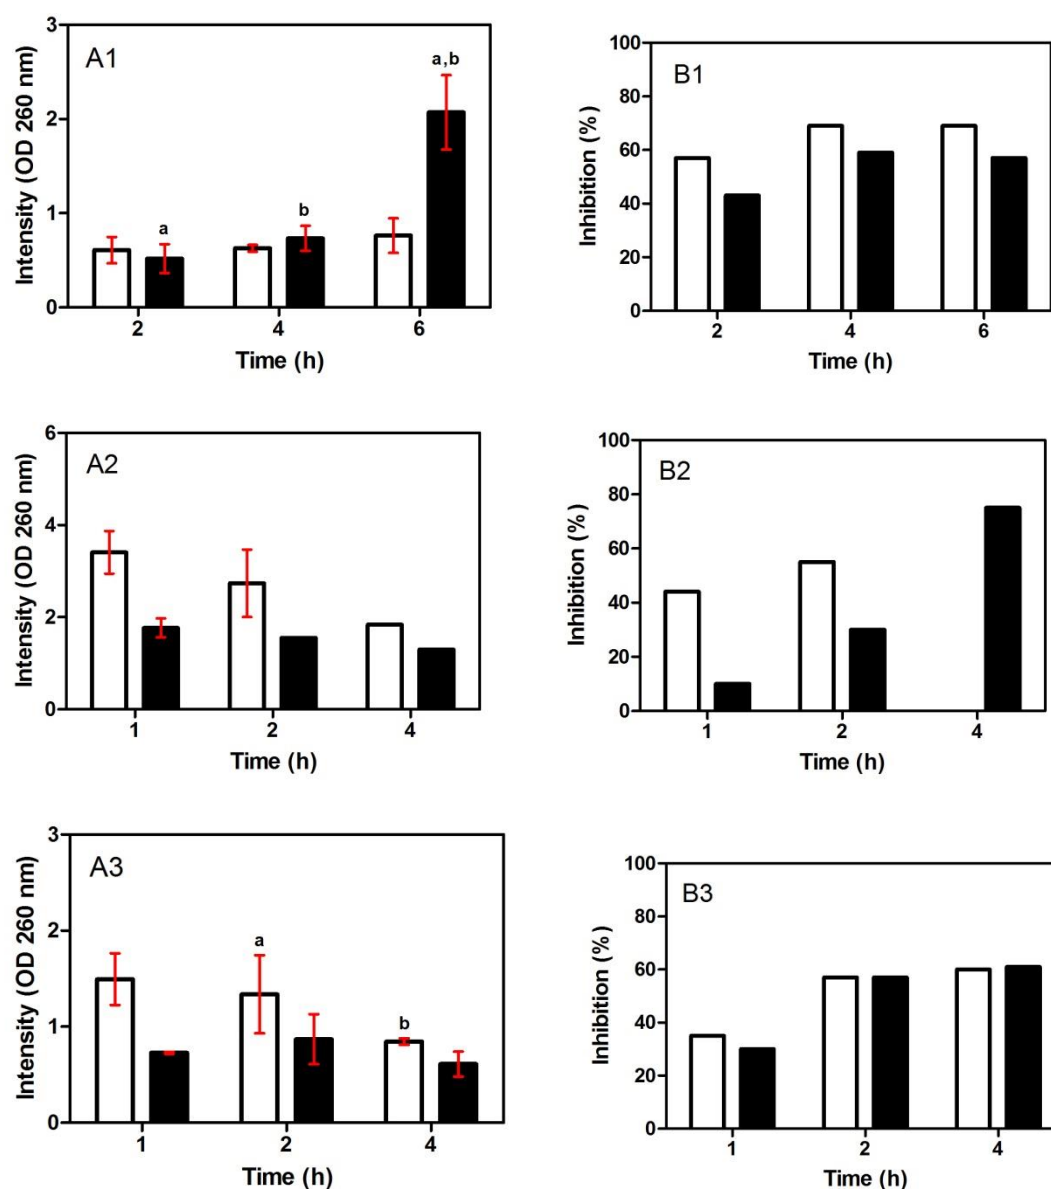 A1
Intensity (OD 260 nm)
3
2
1
0
a
b
a,b
2 4 6
Time (h)
B1
Inhibition (%)
100
80
60
40
20
0
2 4 6
Time (h)
A2
Intensity (OD 260 nm)
6
4
2
0
1 2 4
Time (h)
B2
Inhibition (%)
100
80
60
40
20
0
1 2 4
Time (h)
A3
Intensity (OD 260 nm)
3
2
1
0
a
b
1 2 4
Time (h)
B3
Inhibition (%)
100
80
60
40
20
0
1 2 4
Time (h)